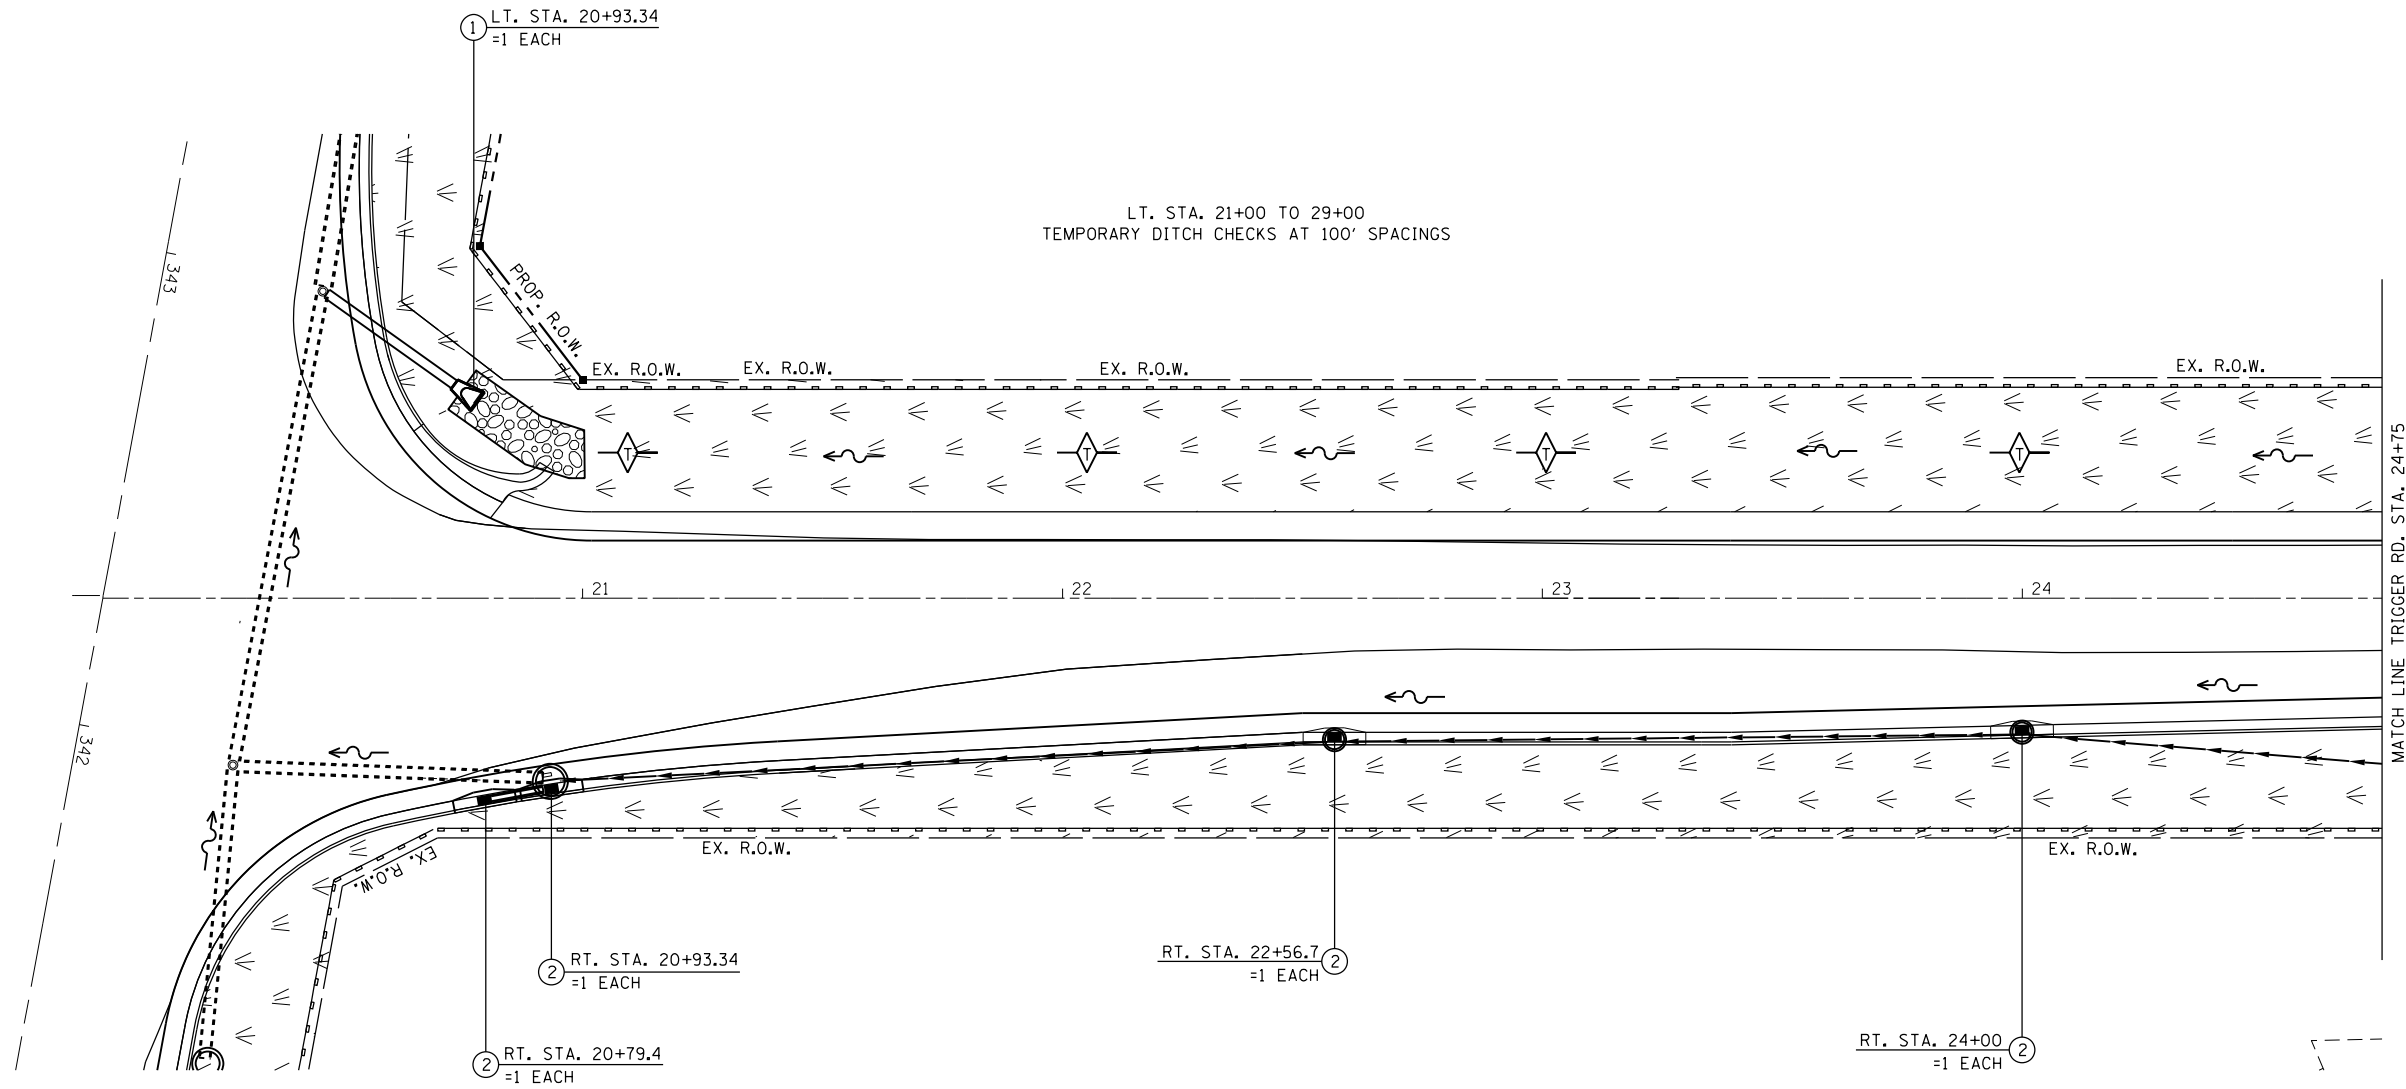 1
LT. STA. 20+93.34
=1 EACH
LT. STA. 21+00 TO 29+00
TEMPORARY DITCH CHECKS AT 100' SPACINGS
343
PROP. R.O.W.
EX. R.O.W.
EX. R.O.W.
EX. R.O.W.
EX. R.O.W.
T
T
T
T
MATCH LINE TRIGGER RD. STA. 24+75
21
22
23
24
342
EX. R.O.W.
EX. R.O.W.
EX. R.O.W.
2
RT. STA. 20+93.34
=1 EACH
RT. STA. 22+56.7
=1 EACH
2
RT. STA. 24+00
=1 EACH
2
2
RT. STA. 20+79.4
=1 EACH